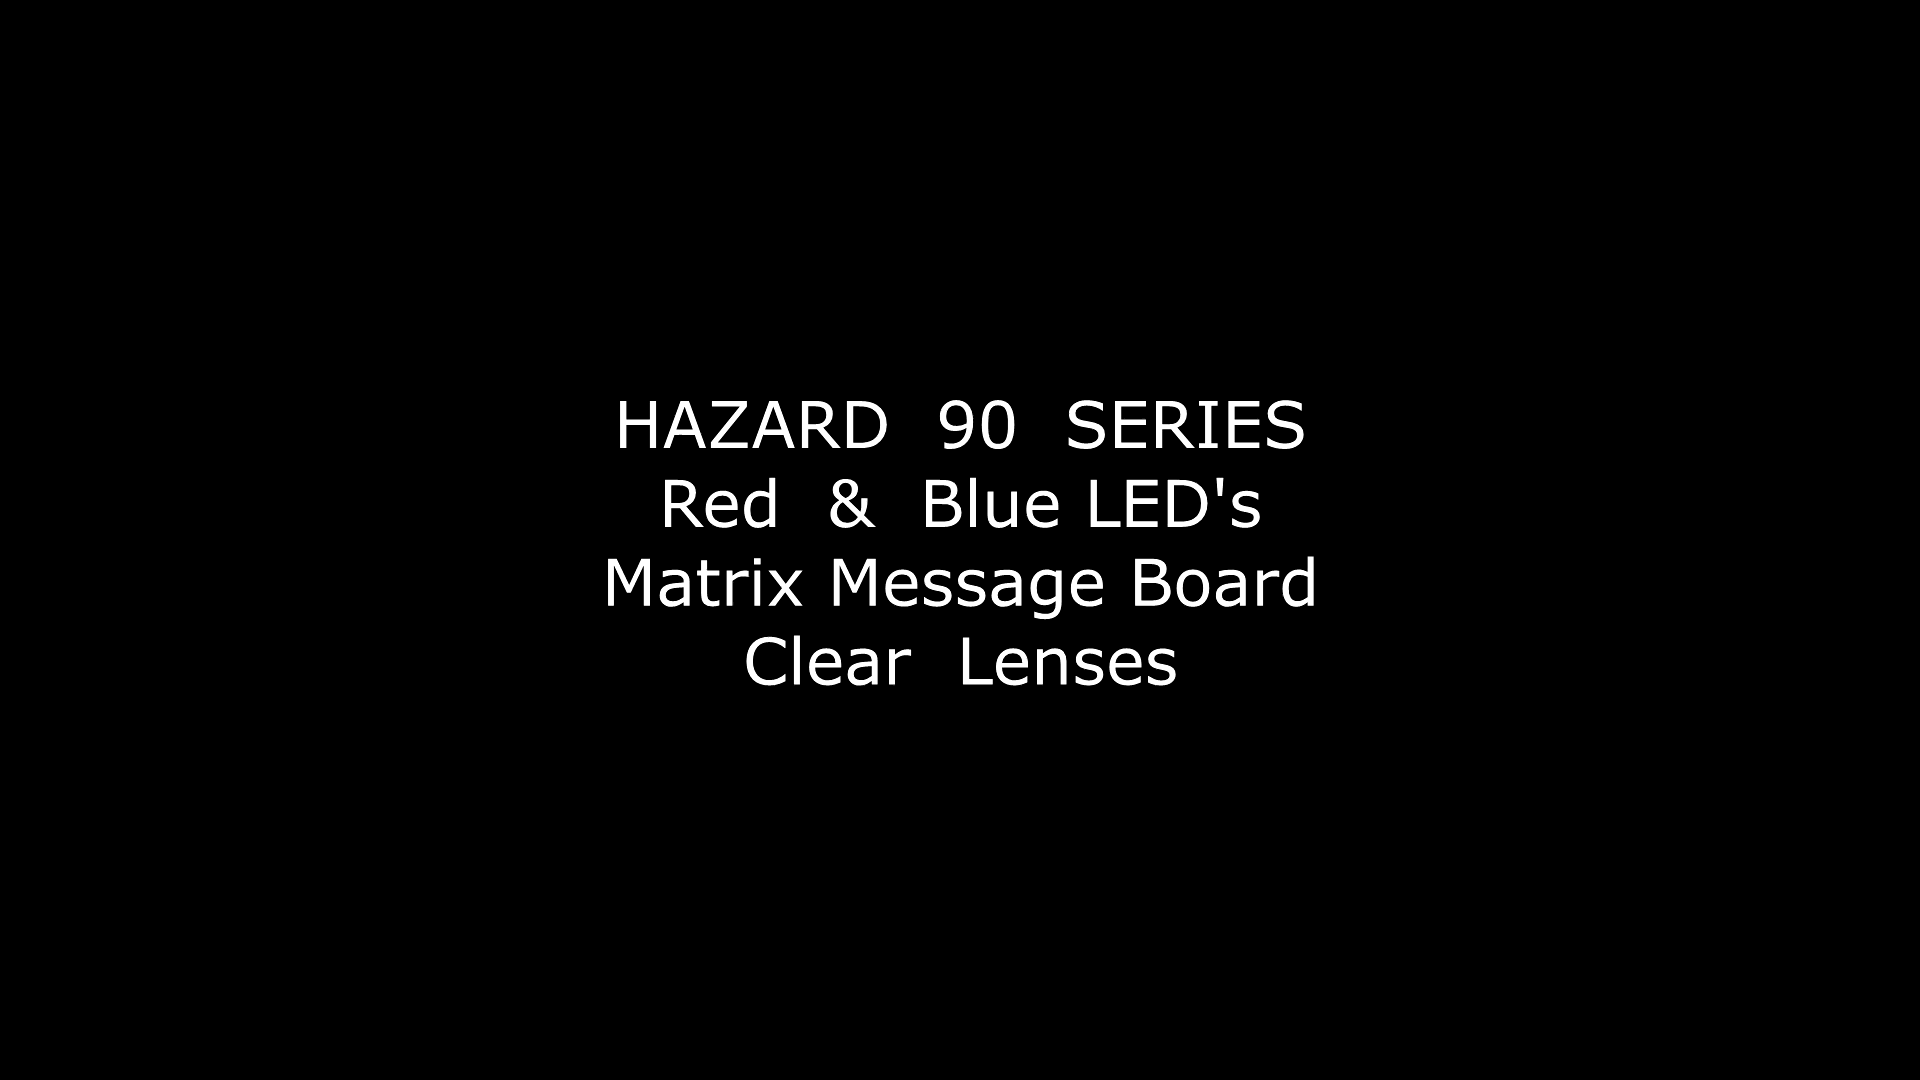 HAZARD  90  SERIES
Red  &  Blue LED's
Matrix Message Board
Clear  Lenses